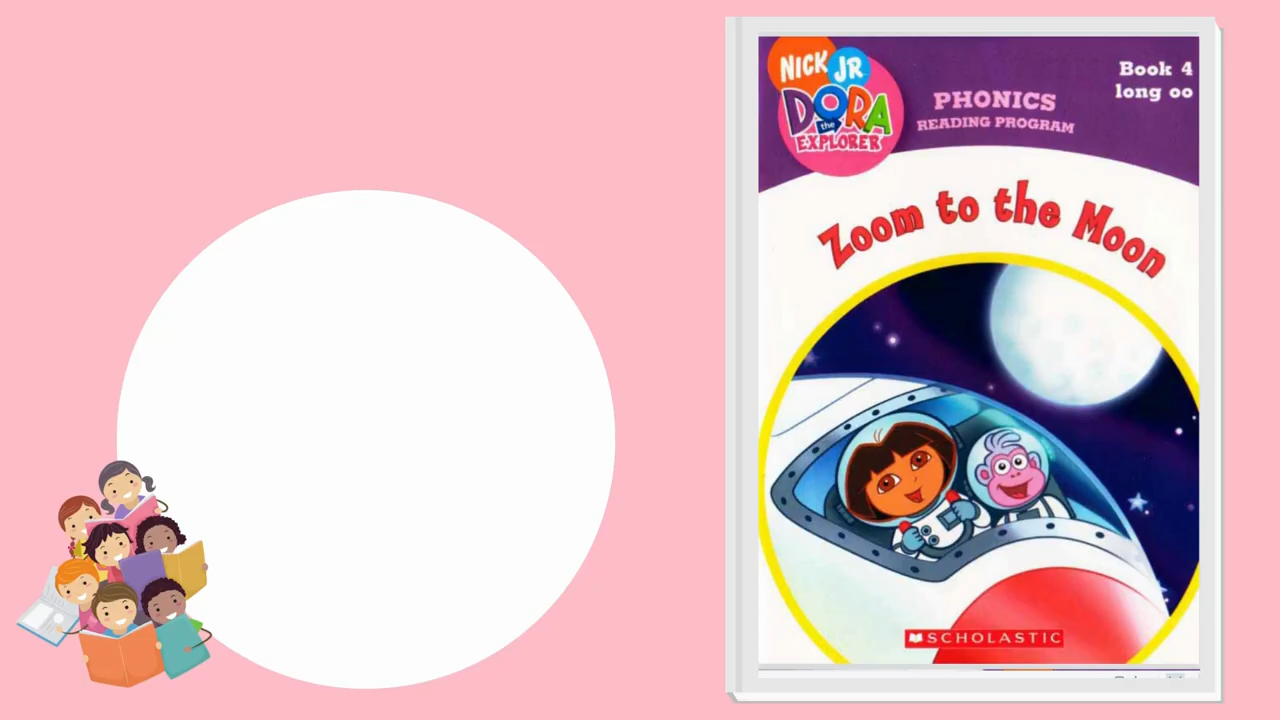 NICK JR
DORA
the
EXPLORER
PHONICS
READING PROGRAM
Book 4
long oo
Zoom to the Moon
SCHOLASTIC